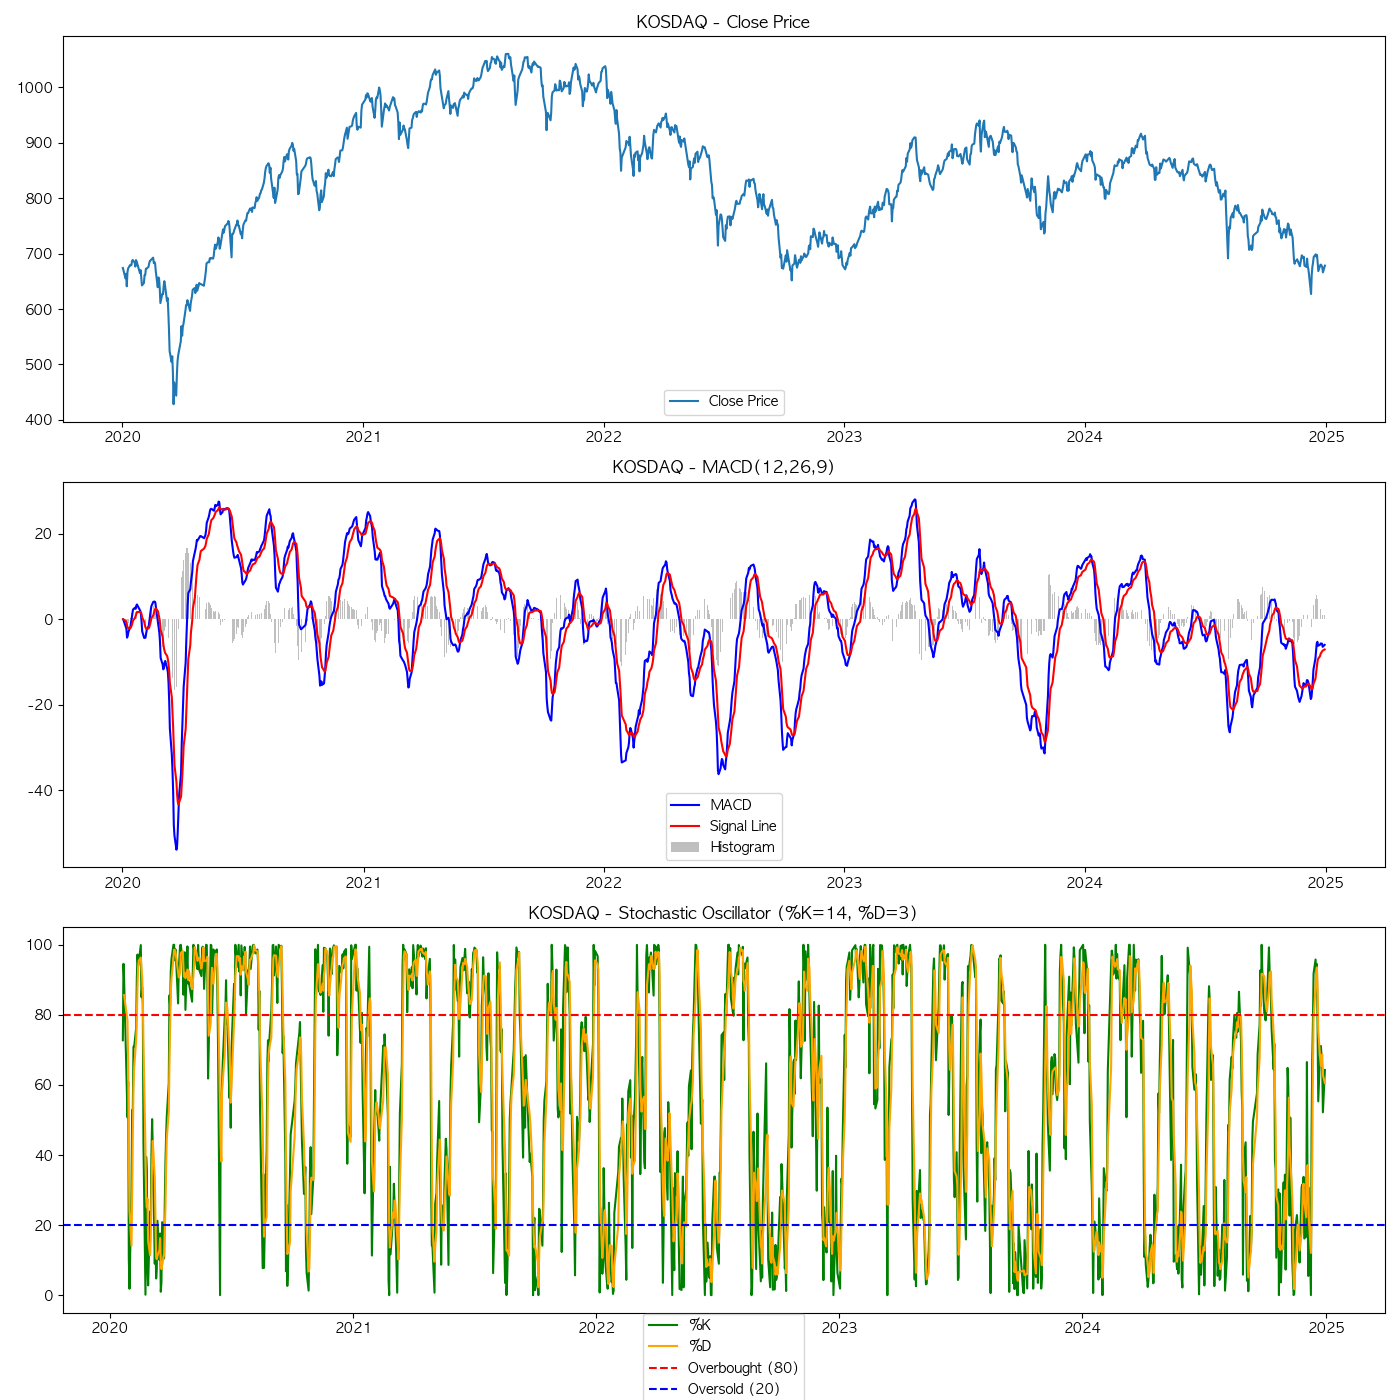 KOSDAQ - Close Price
1000
900
800
700
600
500
400
Close Price
2020 2021 2022 2023 2024 2025
KOSDAQ - MACD(12,26,9)
20
0
-20
-40
MACD
Signal Line
Histogram
2020 2021 2022 2023 2024 2025
KOSDAQ - Stochastic Oscillator (%K=14, %D=3)
100
80
60
40
20
0
2020 2021 2022 2023 2024 2025
%K
%D
Overbought (80)
Oversold (20)